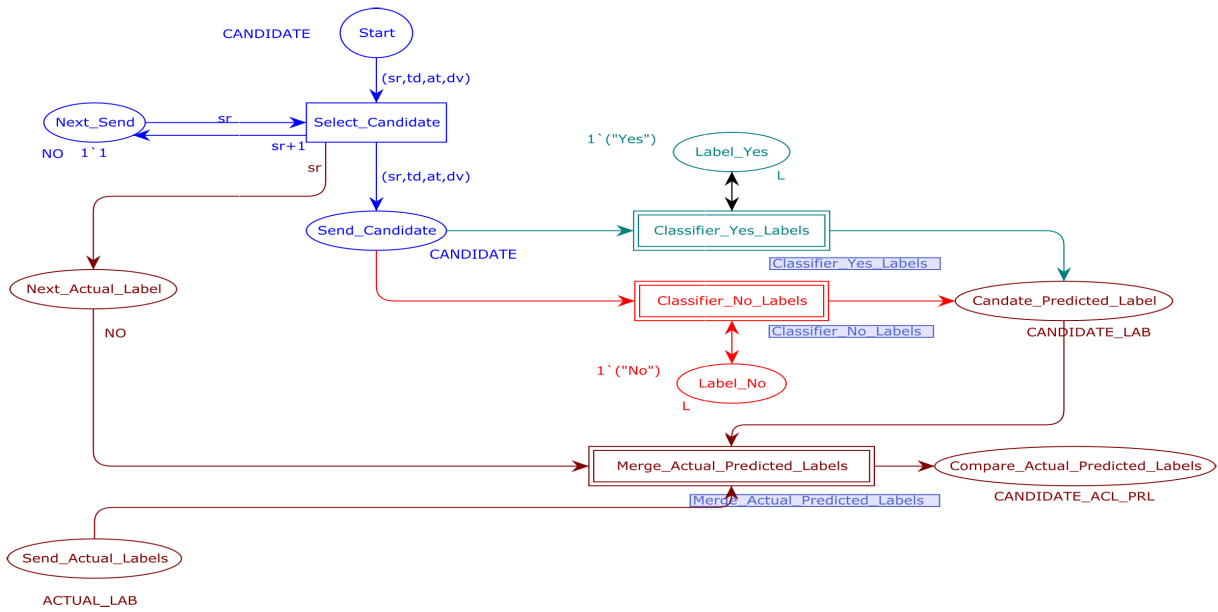 Start
CANDIDATE
(sr,td,at,dv)
Next_Send
sr
Select_Candidate
sr+1
NO
1`1
sr
(sr,td,at,dv)
1`("Yes")
Label_Yes
L
Send_Candidate
CANDIDATE
Classifier_Yes_Labels
Classifier_Yes_Labels
Next_Actual_Label
NO
Classifier_No_Labels
Classifier_No_Labels
Candate_Predicted_Label
CANDIDATE_LAB
1`("No")
Label_No
L
Merge_Actual_Predicted_Labels
Merge_Actual_Predicted_Labels
Compare_Actual_Predicted_Labels
CANDIDATE_ACL_PRL
Send_Actual_Labels
ACTUAL_LAB